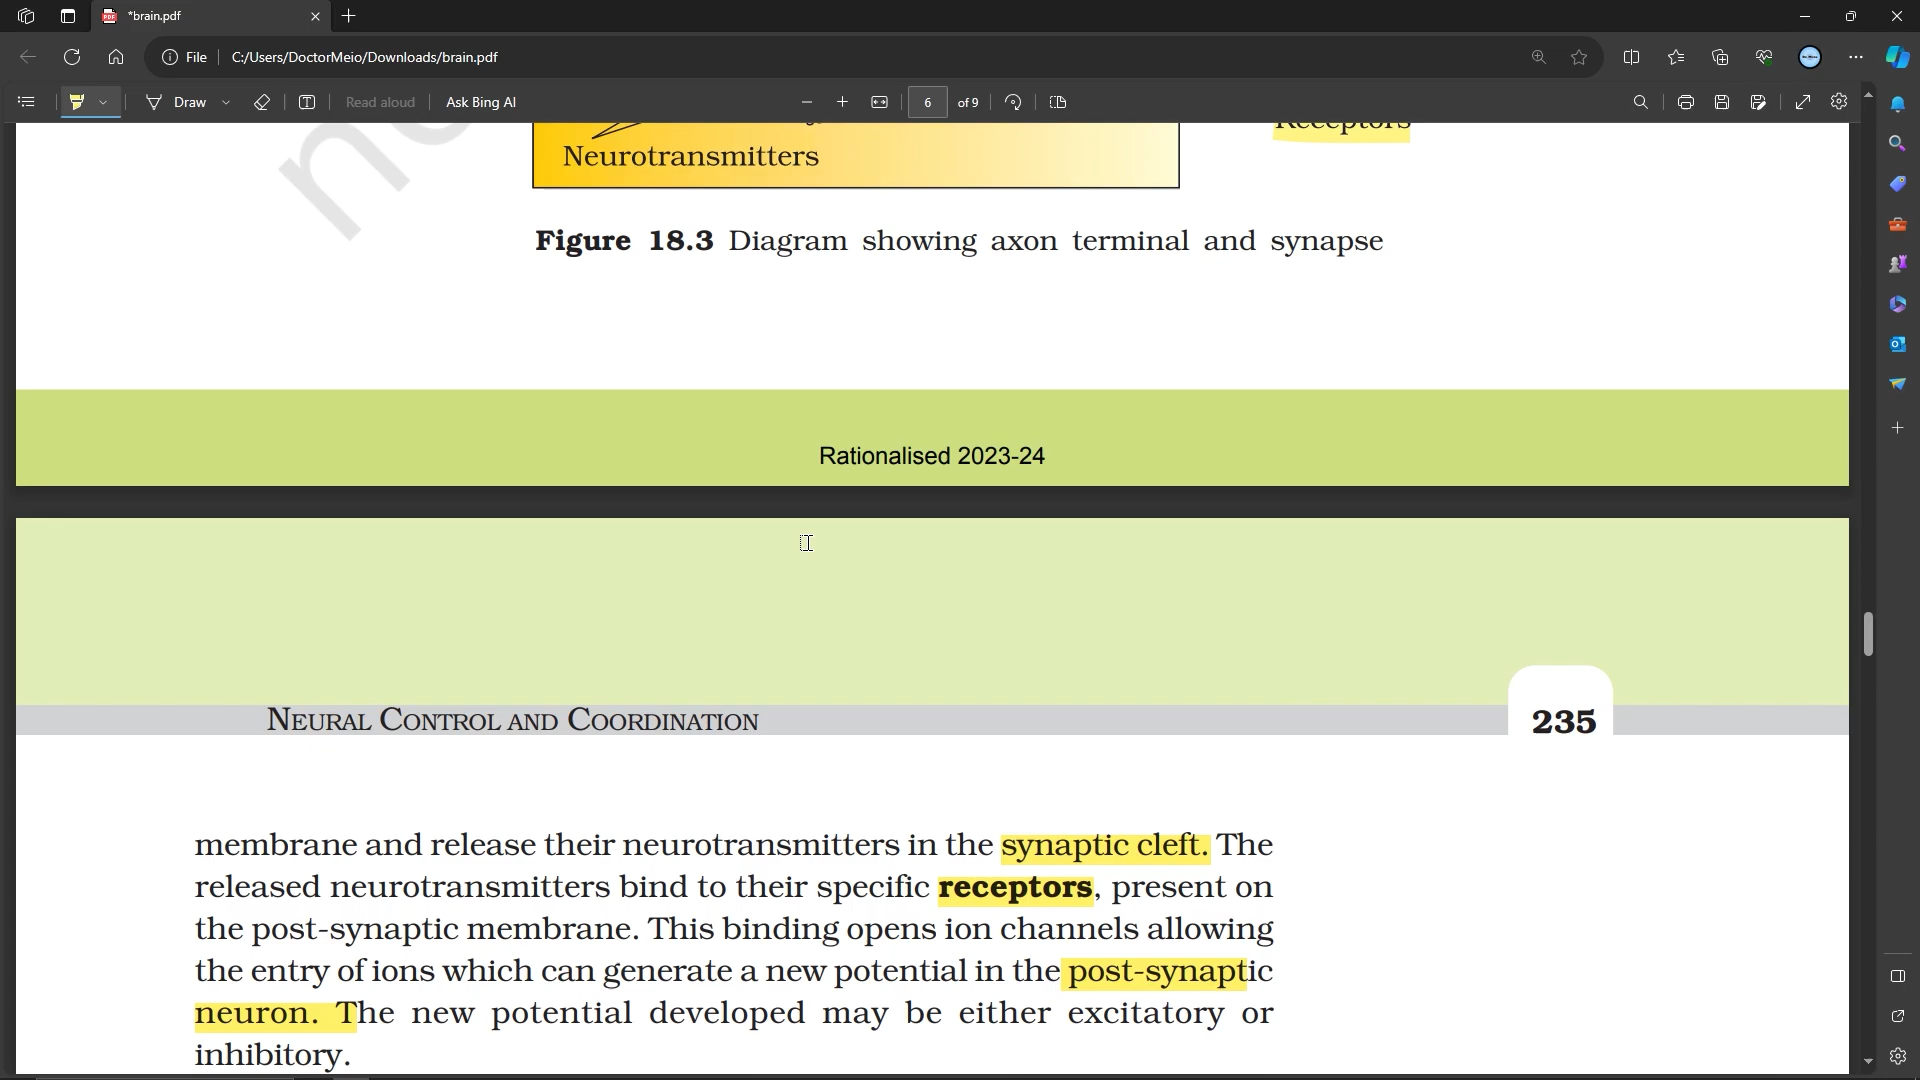 *brain.pdf
File C:/Users/DoctorMeio/Downloads/brain.pdf
Draw Read aloud Ask Bing AI 6 of 9
Receptors
Neurotransmitters
Figure 18.3 Diagram showing axon terminal and synapse
Rationalised 2023-24
NEURAL CONTROL AND COORDINATION 235
membrane and release their neurotransmitters in the synaptic cleft. The
released neurotransmitters bind to their specific receptors, present on
the post-synaptic membrane. This binding opens ion channels allowing
the entry of ions which can generate a new potential in the post-synaptic
neuron. The new potential developed may be either excitatory or
inhibitory.